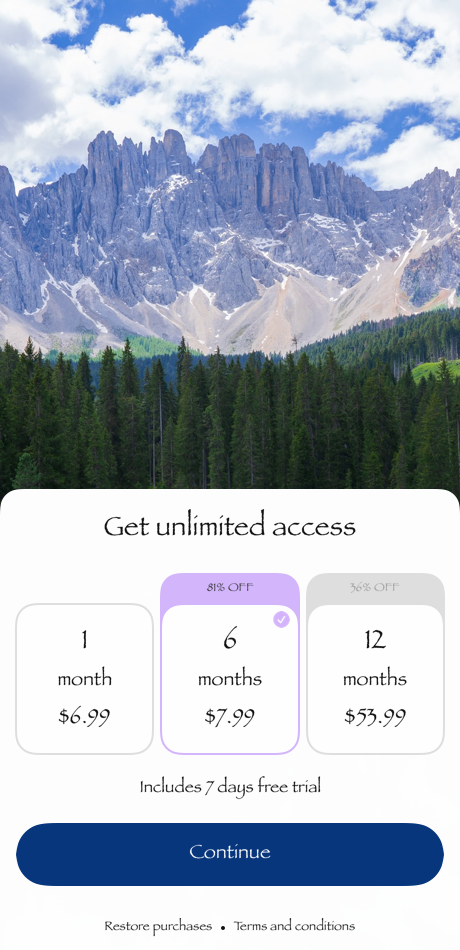 Get unlimited access
81% OFF
36% OFF
1
month
$6.99
6
months
$7.99
12
months
$53.99
Includes 7 days free trial
Continue
Restore purchases • Terms and conditions